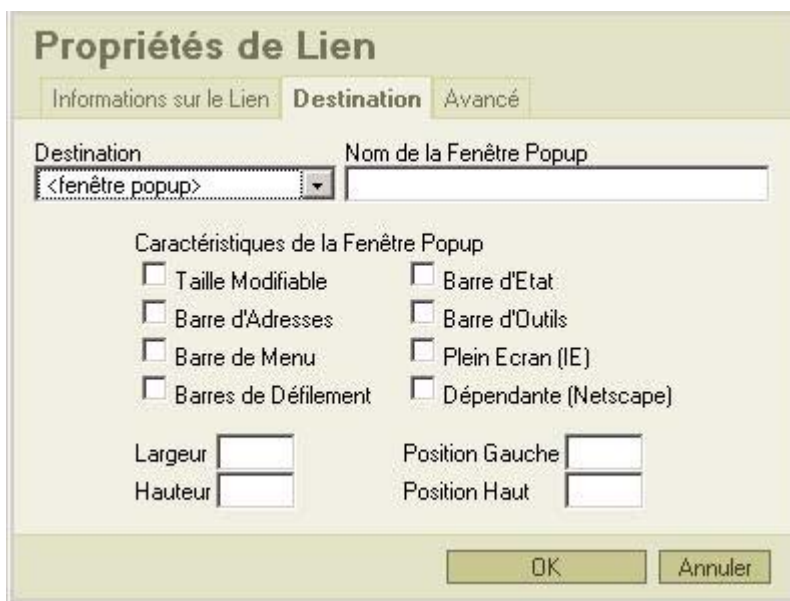 Propriétés de Lien
Informations sur le Lien Destination Avancé
Destination Nom de la Fenêtre Popup
<fenêtre popup>
Caractéristiques de la Fenêtre Popup
Taille Modifiable Barre d'Etat
Barre d'Adresses Barre d'Outils
Barre de Menu Plein Ecran (IE)
Barres de Défilement Dépendante (Netscape)
Largeur Position Gauche
Hauteur Position Haut
OK Annuler